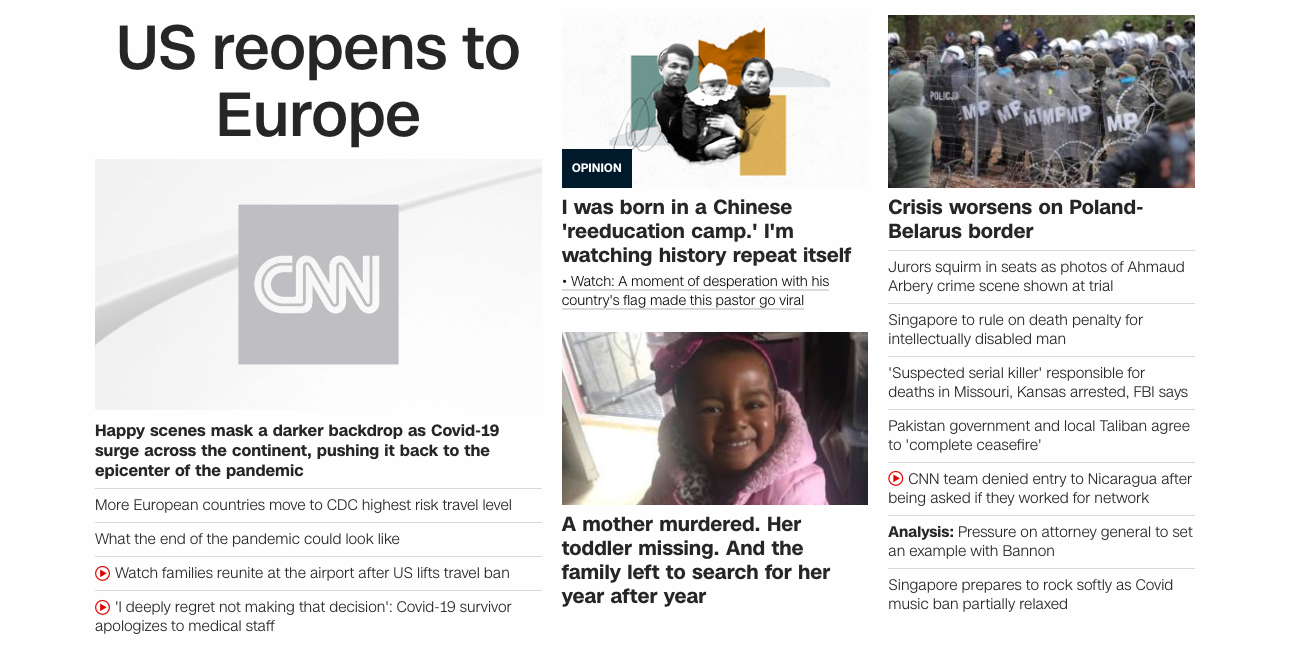 US reopens to
Europe
CNN
Happy scenes mask a darker backdrop as Covid-19
surge across the continent, pushing it back to the
epicenter of the pandemic
More European countries move to CDC highest risk travel level
What the end of the pandemic could look like
Watch families reunite at the airport after US lifts travel ban
'I deeply regret not making that decision': Covid-19 survivor
apologizes to medical staff
OPINION
I was born in a Chinese
'reeducation camp.' I'm
watching history repeat itself
• Watch: A moment of desperation with his
country's flag made this pastor go viral
A mother murdered. Her
toddler missing. And the
family left to search for her
year after year
POLICJA
MP
MP
MP
MP
MP
Crisis worsens on Poland-
Belarus border
Jurors squirm in seats as photos of Ahmaud
Arbery crime scene shown at trial
Singapore to rule on death penalty for
intellectually disabled man
'Suspected serial killer' responsible for
deaths in Missouri, Kansas arrested, FBI says
Pakistan government and local Taliban agree
to 'complete ceasefire'
CNN team denied entry to Nicaragua after
being asked if they worked for network
Analysis: Pressure on attorney general to set
an example with Bannon
Singapore prepares to rock softly as Covid
music ban partially relaxed